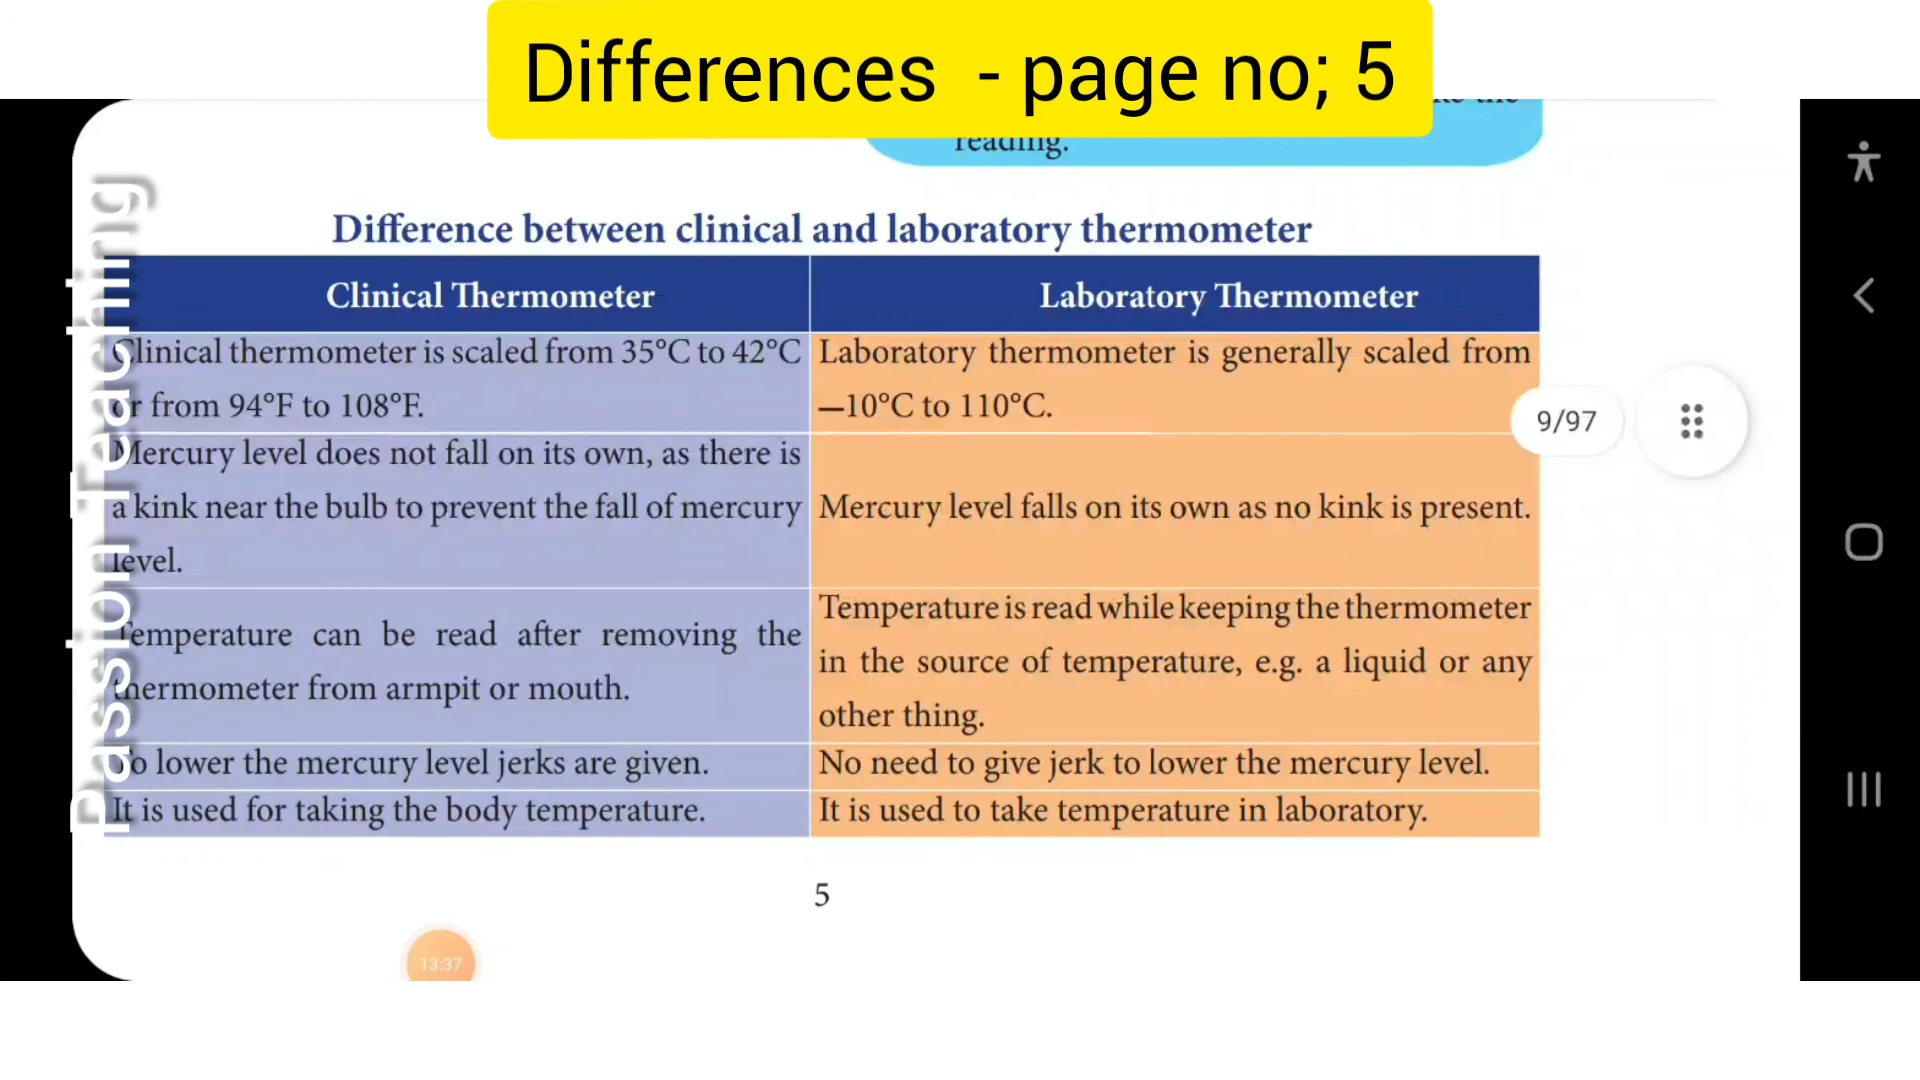 Differences - page no; 5
reading.
Difference between clinical and laboratory thermometer
Clinical Thermometer
Laboratory Thermometer
Clinical thermometer is scaled from 35°C to 42°C
or from 94°F to 108°F.
Laboratory thermometer is generally scaled from
—10°C to 110°C.
Mercury level does not fall on its own, as there is
a kink near the bulb to prevent the fall of mercury
level.
Mercury level falls on its own as no kink is present.
Temperature can be read after removing the
thermometer from armpit or mouth.
Temperature is read while keeping the thermometer
in the source of temperature, e.g. a liquid or any
other thing.
To lower the mercury level jerks are given.
No need to give jerk to lower the mercury level.
It is used for taking the body temperature.
It is used to take temperature in laboratory.
5
9/97
13:37
Passion Teaching